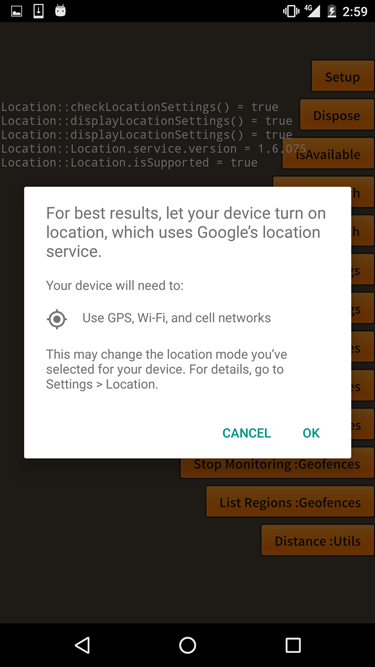 4G 2:59
Setup
Location::checkLocationSettings() = true
Dispose
Location::displayLocationSettings() = true
Location::displayLocationSettings() = true
Location::Location.service.version = 1.6.075
isAvailable
Location::Location.isSupported = true
For best results, let your device turn on
location, which uses Google's location
service.
Your device will need to:
Use GPS, Wi-Fi, and cell networks
This may change the location mode you've
selected for your device. For details, go to
Settings > Location.
CANCEL OK
Stop Monitoring :Geofences
List Regions :Geofences
Distance :Utils